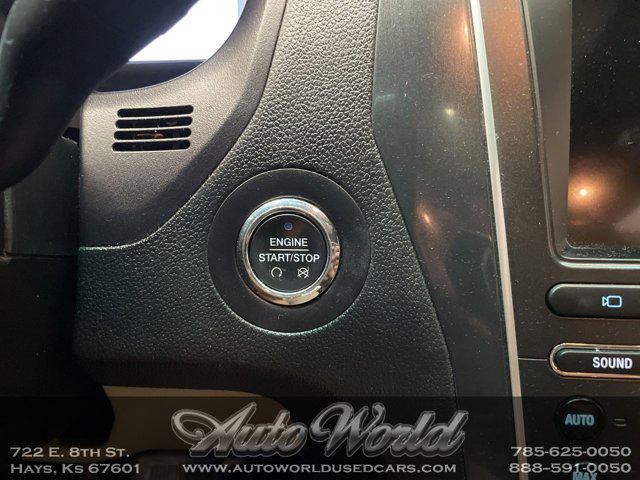 ENGINE
START/STOP
SOUND
AUTO
MAX
Auto World
722 E. 8TH ST.
HAYS, KS 67601
WWW.AUTOWORLDUSEDCARS.COM
785-625-0050
888-591-0050